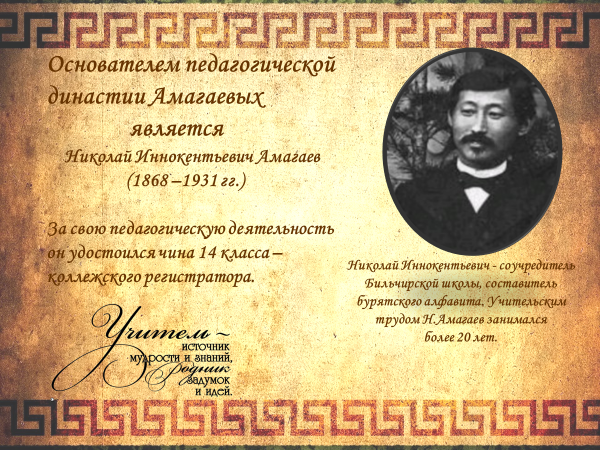 Основателем педагогической
династии Амагаевых
является
Николай Иннокентьевич Амагаев
(1868 – 1931 гг.)
За свою педагогическую деятельность
он удостоился чина 14 класса –
коллежского регистратора.
Учитель ~
источник
мудрости и знаний,
Родник
задумок
и идей.
Николай Иннокентьевич - соучредитель
Бильчирской школы, составитель
бурятского алфавита. Учительским
трудом Н.Амагаев занимался
более 20 лет.